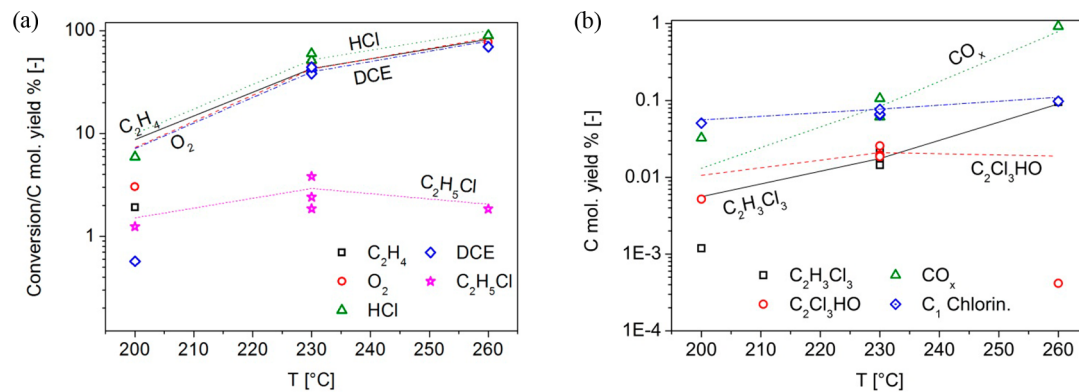 (a)
Conversion/C mol. yield % [-]
100
10
1
HCl
DCE
C₂H₄
O₂
C₂H₅Cl
C₂H₄
O₂
HCl
DCE
C₂H₅Cl
200 210 220 230 240 250 260
T [°C]
(b)
C mol. yield % [-]
1
0.1
0.01
1E-3
1E-4
COₓ
C₂H₃Cl₃
C₂Cl₃HO
C₂H₃Cl₃
C₂Cl₃HO
COₓ
C₁ Chlorin.
200 210 220 230 240 250 260
T [°C]